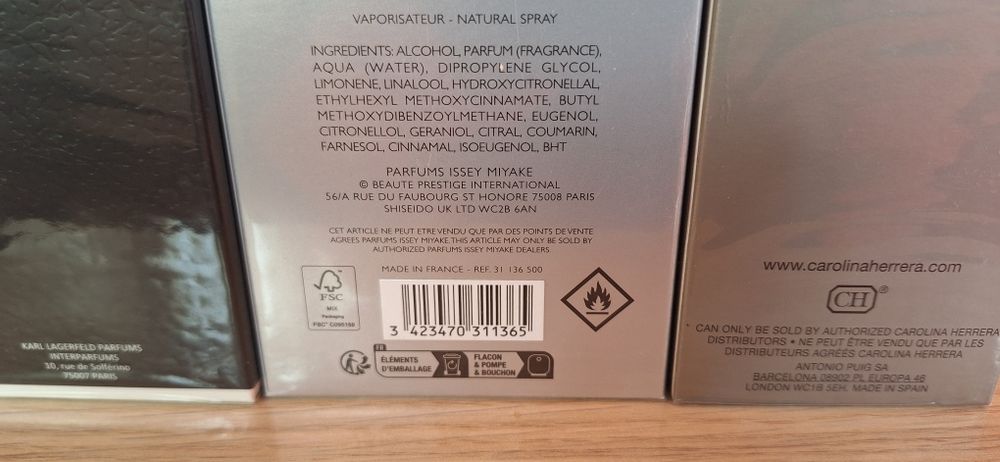 KARL LAGERFELD PARFUMS
INTERPARFUMS
10, rue de Solférino
75007 PARIS
VAPORISATEUR - NATURAL SPRAY
INGREDIENTS: ALCOHOL, PARFUM (FRAGRANCE),
AQUA (WATER), DIPROPYLENE GLYCOL,
LIMONENE, LINALOOL, HYDROXYCITRONELLAL,
ETHYLHEXYL METHOXYCINNAMATE, BUTYL
METHOXYDIBENZOYLMETHANE, EUGENOL,
CITRONELLOL, GERANIOL, CITRAL, COUMARIN,
FARNESOL, CINNAMAL, ISOEUGENOL, BHT
PARFUMS ISSEY MIYAKE
© BEAUTE PRESTIGE INTERNATIONAL
56/A RUE DU FAUBOURG ST HONORE 75008 PARIS
SHISEIDO UK LTD WC2B 6AN
CET ARTICLE NE PEUT ETRE VENDU QUE PAR DES POINTS DE VENTE
AGREES PARFUMS ISSEY MIYAKE. THIS ARTICLE MAY ONLY BE SOLD BY
AUTHORIZED PARFUMS ISSEY MIYAKE DEALERS.
MADE IN FRANCE - REF. 31 136 500
FSC
MIX
Packaging
3 423470 311365
FR
ÉLÉMENTS
D'EMBALLAGE
FLACON
& POMPE
& BOUCHON
www.carolinaherrera.com
CH®
* CAN ONLY BE SOLD BY AUTHORIZED CAROLINA HERRERA
DISTRIBUTORS • NE PEUT ÊTRE VENDU QUE PAR LES
DISTRIBUTEURS AGRÉÉS CAROLINA HERRERA
ANTONIO PUIG SA
BARCELONA 08902 PL EUROPA 46
LONDON WC1B 5EH. MADE IN SPAIN